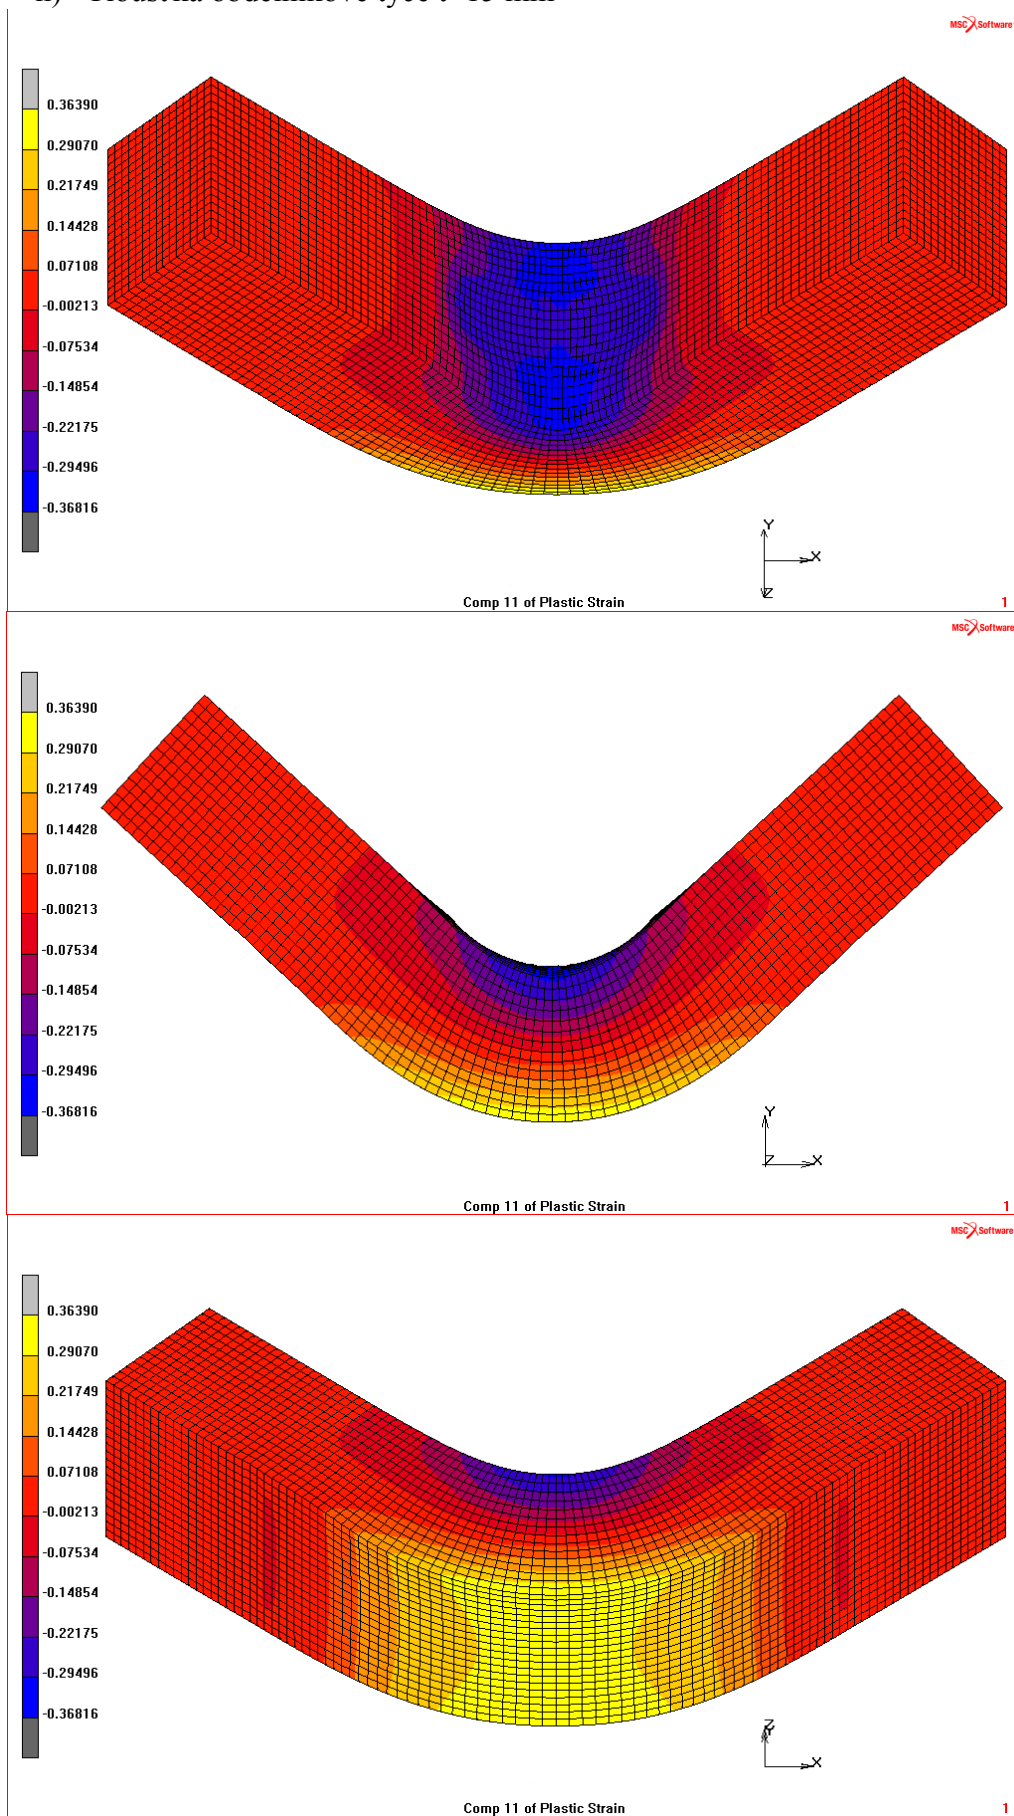 MSC Software
0.36390
0.29070
0.21749
0.14428
0.07108
-0.00213
-0.07534
-0.14854
-0.22175
-0.29496
-0.36816
Y
X
Z
Comp 11 of Plastic Strain
1
MSC Software
0.36390
0.29070
0.21749
0.14428
0.07108
-0.00213
-0.07534
-0.14854
-0.22175
-0.29496
-0.36816
Y
Z X
Comp 11 of Plastic Strain
1
MSC Software
0.36390
0.29070
0.21749
0.14428
0.07108
-0.00213
-0.07534
-0.14854
-0.22175
-0.29496
-0.36816
Z
Y
X
Comp 11 of Plastic Strain
1